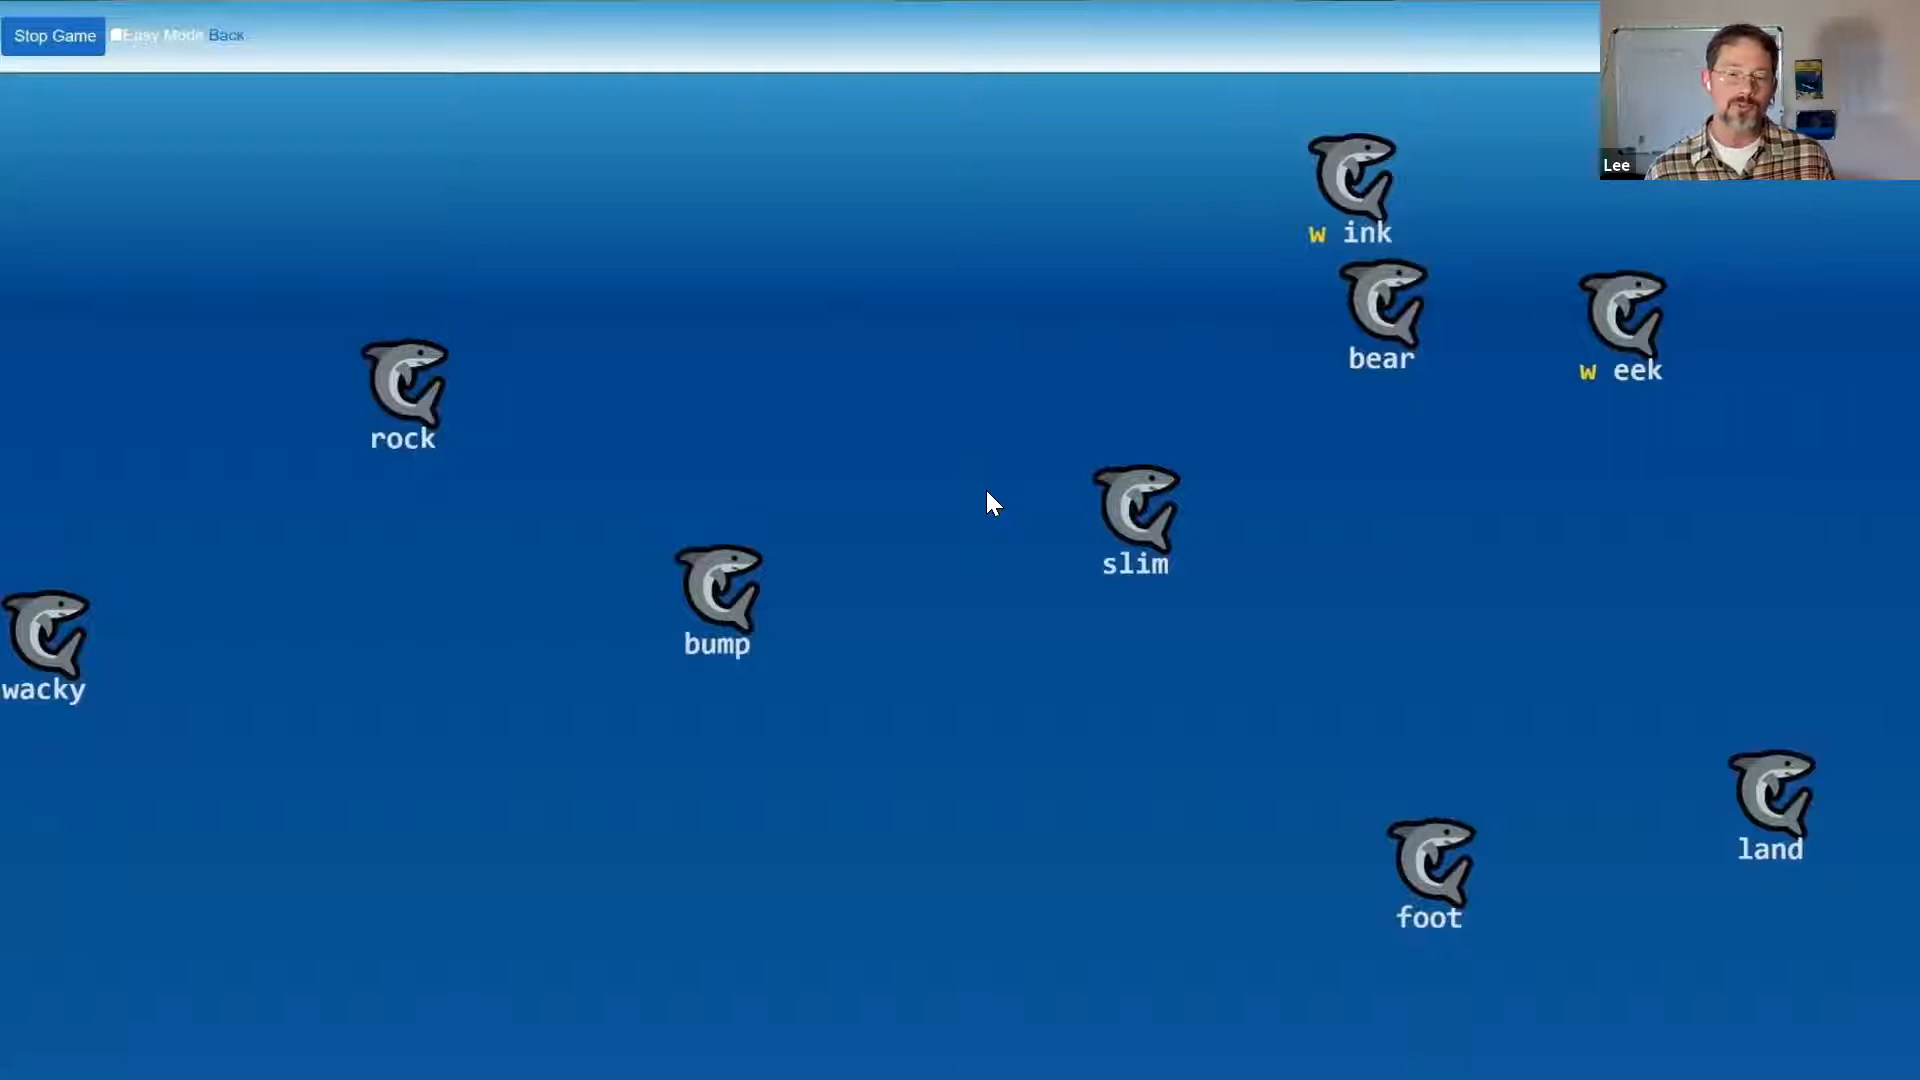 Stop Game Easy Mode Back
Lee
w ink
bear
w eek
rock
slim
bump
wacky
land
foot